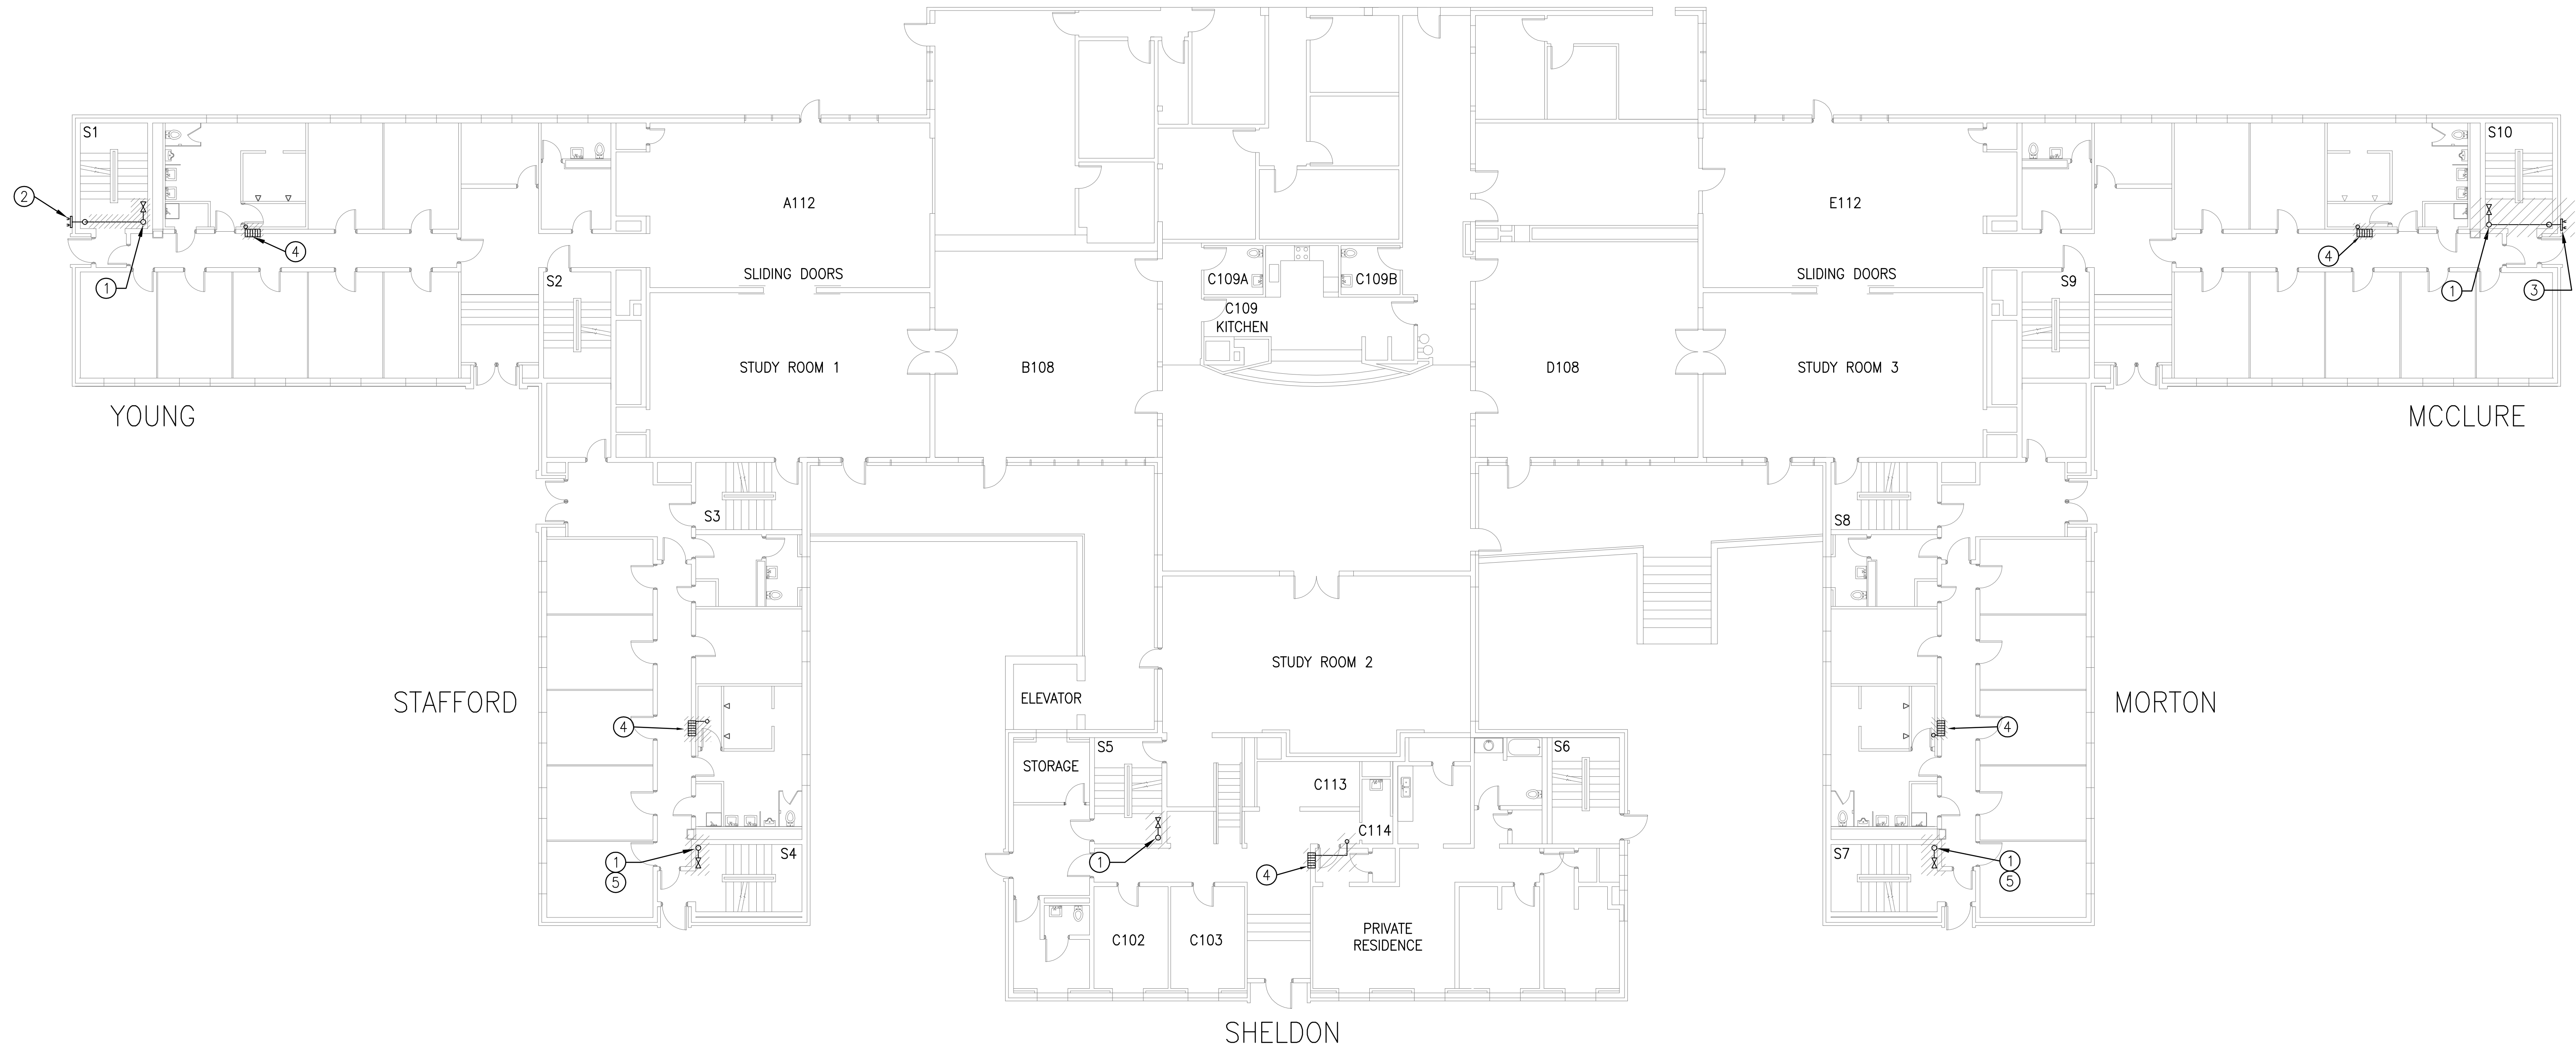 S1
S10
2
A112
E112
1
4
4
1
3
SLIDING DOORS
SLIDING DOORS
S2
C109A
C109B
S9
C109
KITCHEN
STUDY ROOM 1
B108
D108
STUDY ROOM 3
YOUNG
MCCLURE
S3
S8
STUDY ROOM 2
ELEVATOR
STAFFORD
MORTON
4
4
S5
S6
STORAGE
C113
C114
S4
S7
1
5
1
4
1
5
C102
C103
PRIVATE
RESIDENCE
SHELDON